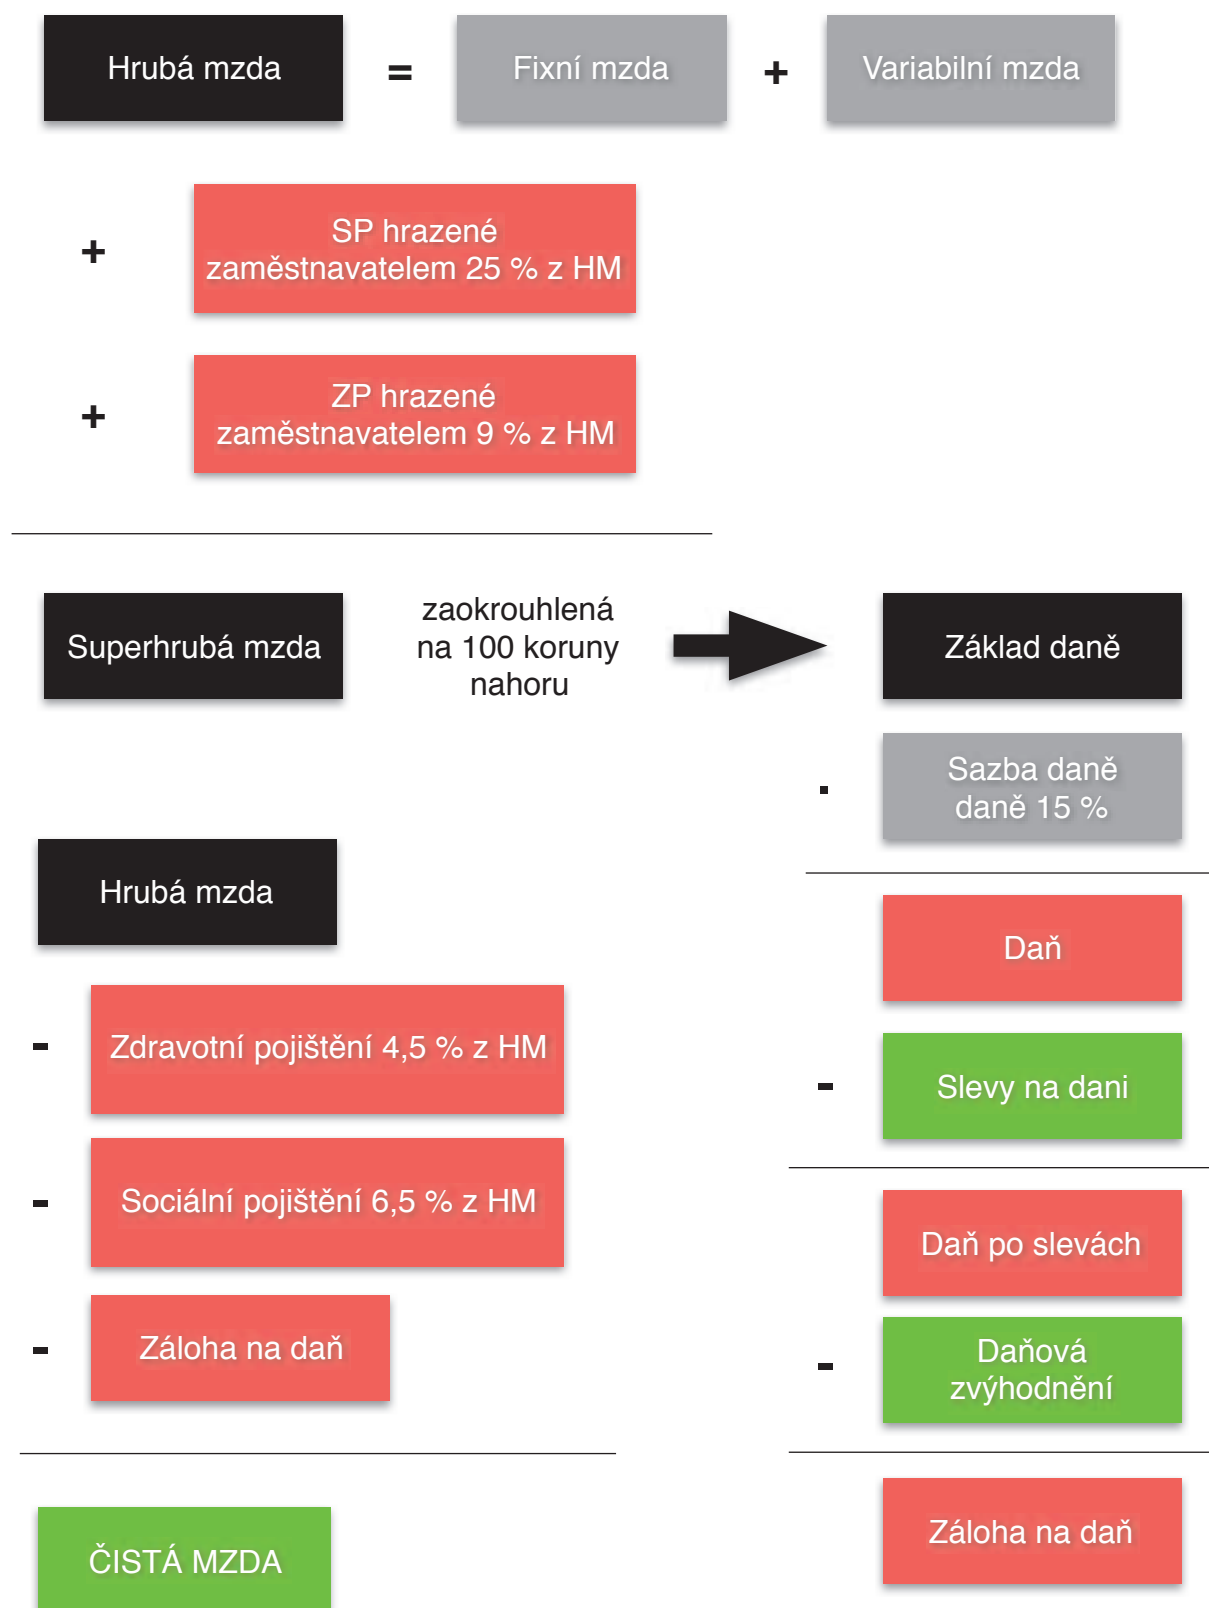 Hrubá mzda
=
Fixní mzda
+
Variabilní mzda
+
SP hrazené
zaměstnavatelem 25 % z HM
+
ZP hrazené
zaměstnavatelem 9 % z HM
Superhrubá mzda
zaokrouhlená
na 100 koruny
nahoru
Základ daně
.
Sazba daně
daně 15 %
Daň
-
Slevy na dani
Daň po slevách
-
Daňová
zvýhodnění
Záloha na daň
Hrubá mzda
-
Zdravotní pojištění 4,5 % z HM
-
Sociální pojištění 6,5 % z HM
-
Záloha na daň
ČISTÁ MZDA